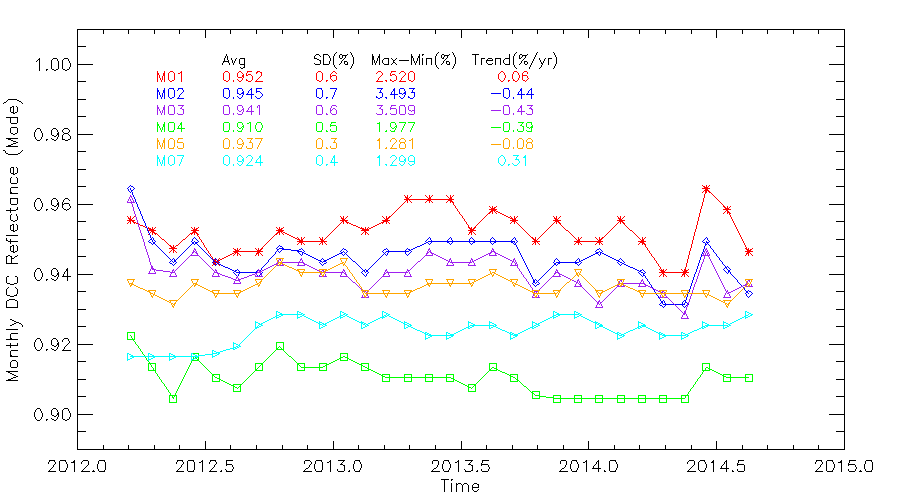 Avg SD(%) Max-Min(%) Trend(%/yr)
M01 0.952 0.6 2.520 0.06
M02 0.945 0.7 3.493 -0.44
M03 0.941 0.6 3.509 -0.43
M04 0.910 0.5 1.977 -0.39
M05 0.937 0.3 1.281 -0.08
M07 0.924 0.4 1.299 0.31
Monthly DCC Reflectance (Mode)
1.00
0.98
0.96
0.94
0.92
0.90
2012.0 2012.5 2013.0 2013.5 2014.0 2014.5 2015.0
Time